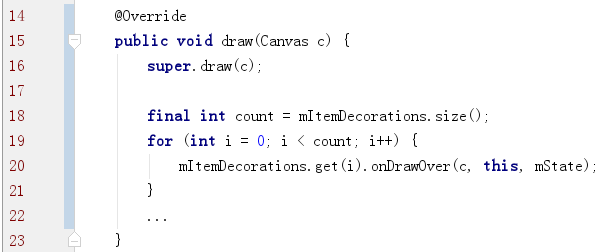 14 @Override
15 public void draw(Canvas c) {
16 super.draw(c);
17
18 final int count = mItemDecorations.size();
19 for (int i = 0; i < count; i++) {
20 mItemDecorations.get(i).onDrawOver(c, this, mState);
21 }
22 ...
23 }